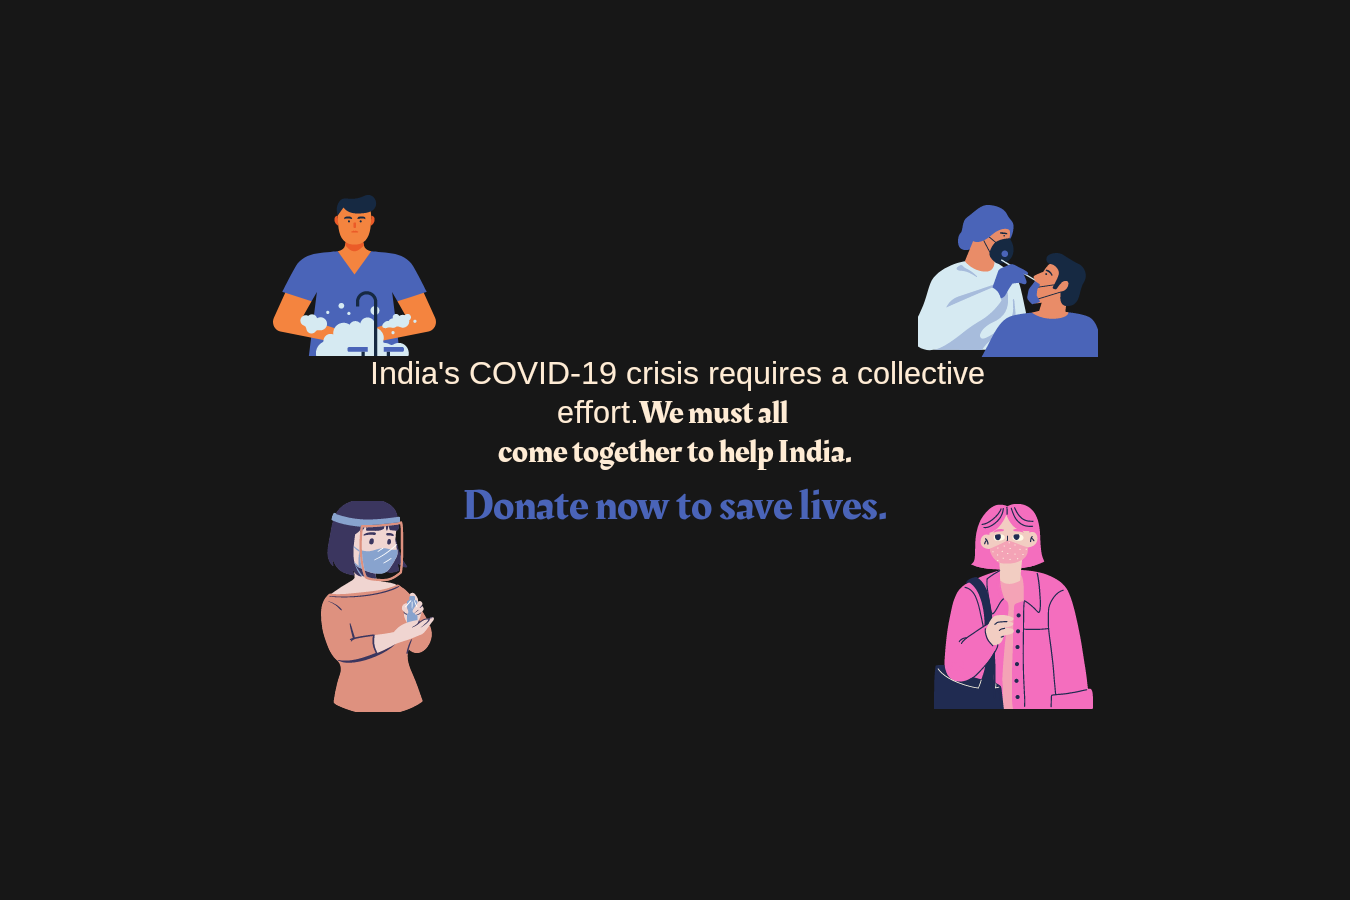 India's COVID-19 crisis requires a collective
effort.We must all
come together to help India.
Donate now to save lives.